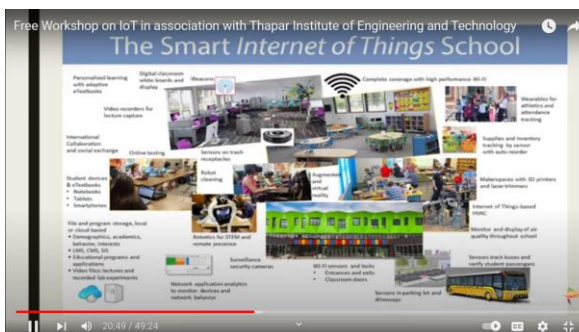 Free Workshop on IoT in association with Thapar Institute of Engineering and Technology
The Smart Internet of Things School
Personalized learning
with adaptive
eTextbooks
Digital classroom
white boards and
display
iBeacons
Complete coverage with high performance Wi-Fi
Video recorders for
lecture capture
Wearables for
athletics and
attendance
tracking
International
Collaboration
and social exchange
Online testing
Sensors on trash
receptacles
Supplies and Inventory
tracking by sensor
with auto reorder
Student devices
& eTextbooks
• Notebooks
• Tablets
• Smartphones
Robot
cleaning
Augmented
and
virtual
reality
Makerspaces with 3D printers
and laser trimmers
Internet of Things-based
HVAC
File and program storage, local
or cloud-based
• Demographics, academics,
behavior, interests
• LMS, CMS, SIS
• Educational programs and
applications
• Video files: lectures and
recorded lab experiments
Robotics for STEM and
remote presence
Monitor and display of air
quality throughout school
Surveillance
security cameras
Wi-Fi sensors and locks
• Entrances and exits
• Classroom doors
Sensors track buses and
verify student passengers
Network application analytics
to monitor devices and
network behavior
Sensors in parking lot and
driveways
20:49 / 49:24
CC